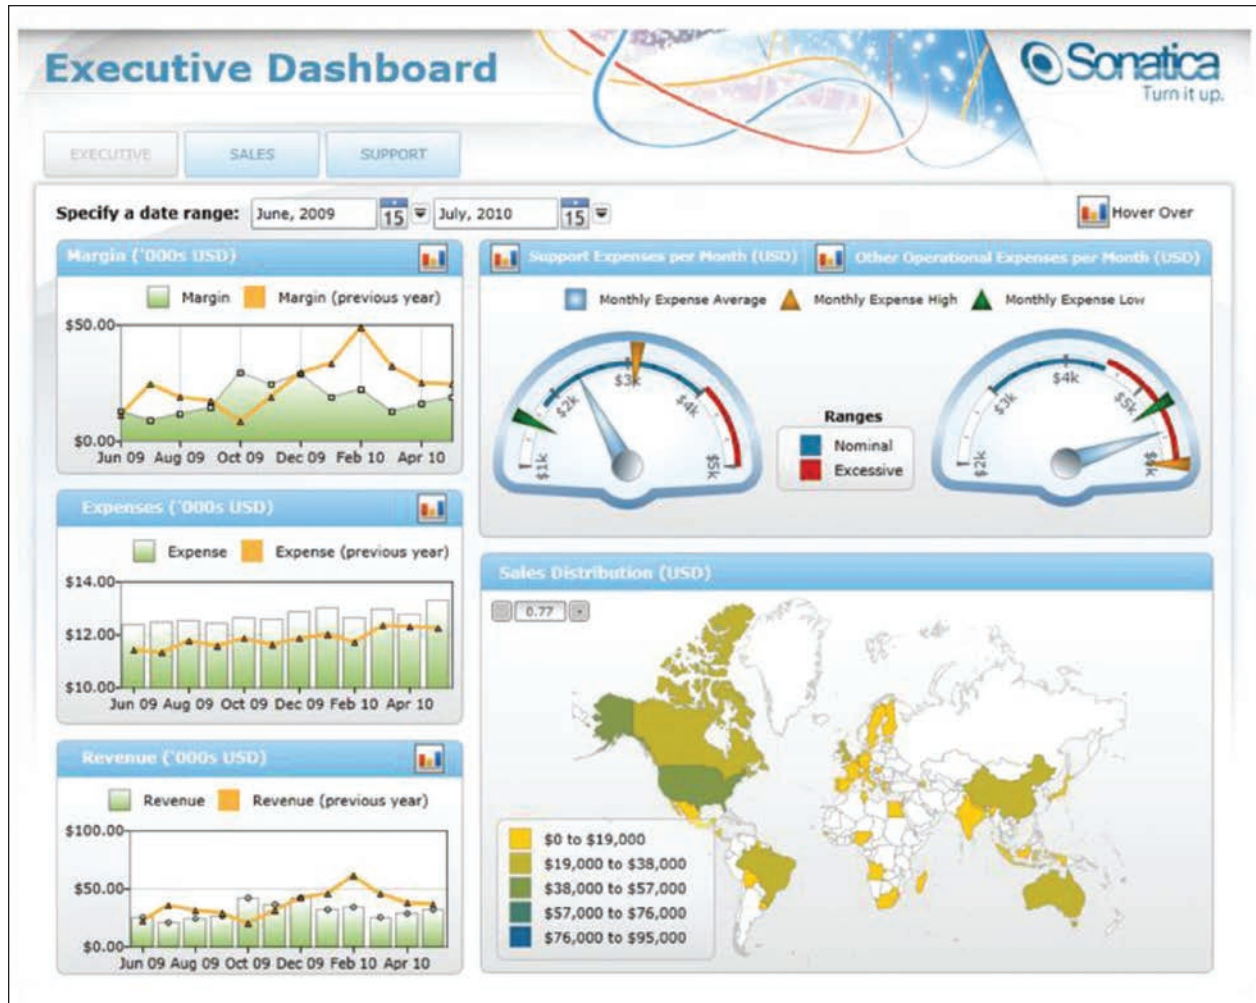 Executive Dashboard
Sonatica
Turn it up.
EXECUTIVE
SALES
SUPPORT
Specify a date range:
June, 2009
15
July, 2010
15
Hover Over
Margin ('000s USD)
Margin
Margin (previous year)
$50.00
$0.00
Jun 09 Aug 09 Oct 09 Dec 09 Feb 10 Apr 10
Expenses ('000s USD)
Expense
Expense (previous year)
$14.00
$12.00
$10.00
Jun 09 Aug 09 Oct 09 Dec 09 Feb 10 Apr 10
Revenue ('000s USD)
Revenue
Revenue (previous year)
$100.00
$50.00
$0.00
Jun 09 Aug 09 Oct 09 Dec 09 Feb 10 Apr 10
Support Expenses per Month (USD)
Other Operational Expenses per Month (USD)
Monthly Expense Average
Monthly Expense High
Monthly Expense Low
$1k
$2k
$3k
$4k
$5k
Ranges
Nominal
Excessive
$2k
$3k
$4k
$5k
$6k
Sales Distribution (USD)
0.77
$0 to $19,000
$19,000 to $38,000
$38,000 to $57,000
$57,000 to $76,000
$76,000 to $95,000